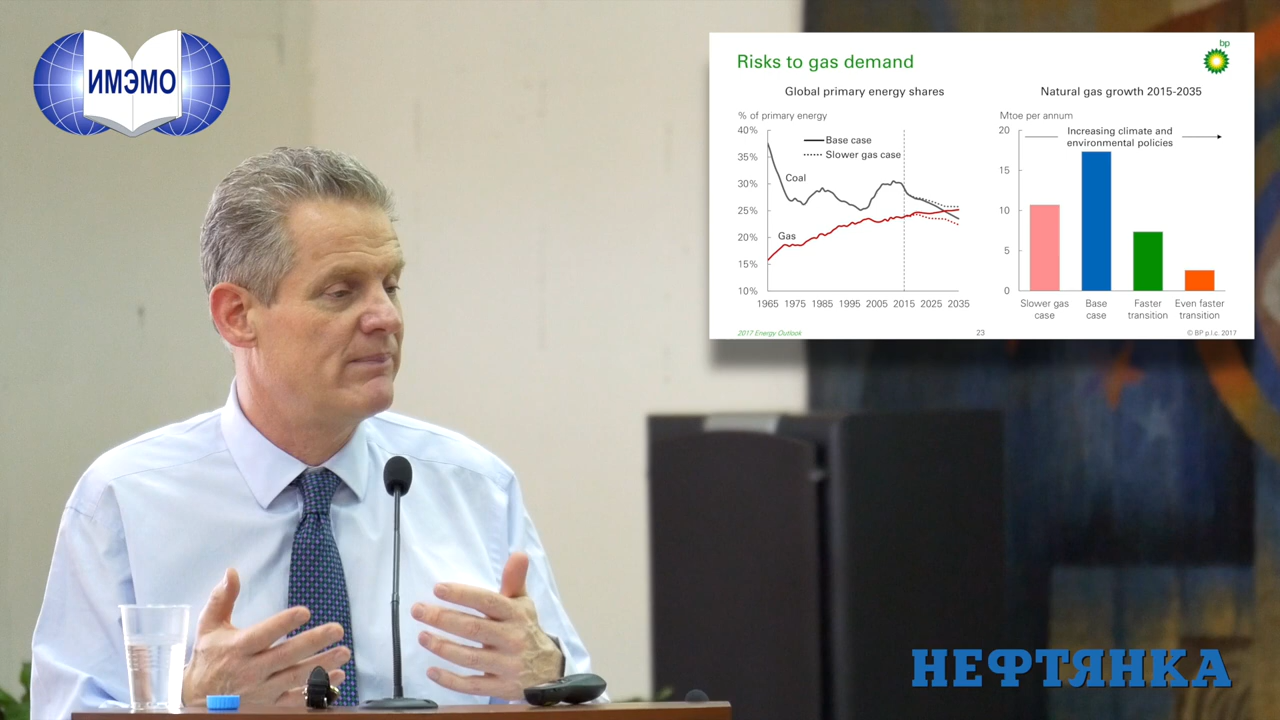 ИМЭМО
bp
Risks to gas demand
Global primary energy shares
% of primary energy
40%
35%
30%
25%
20%
15%
10%
Base case
Slower gas case
Coal
Gas
1965 1975 1985 1995 2005 2015 2025 2035
Natural gas growth 2015-2035
Mtoe per annum
20
15
10
5
0
Increasing climate and
environmental policies
Slower gas
case
Base
case
Faster
transition
Even faster
transition
2017 Energy Outlook
23
© BP p.l.c. 2017
НЕФТЯНКА